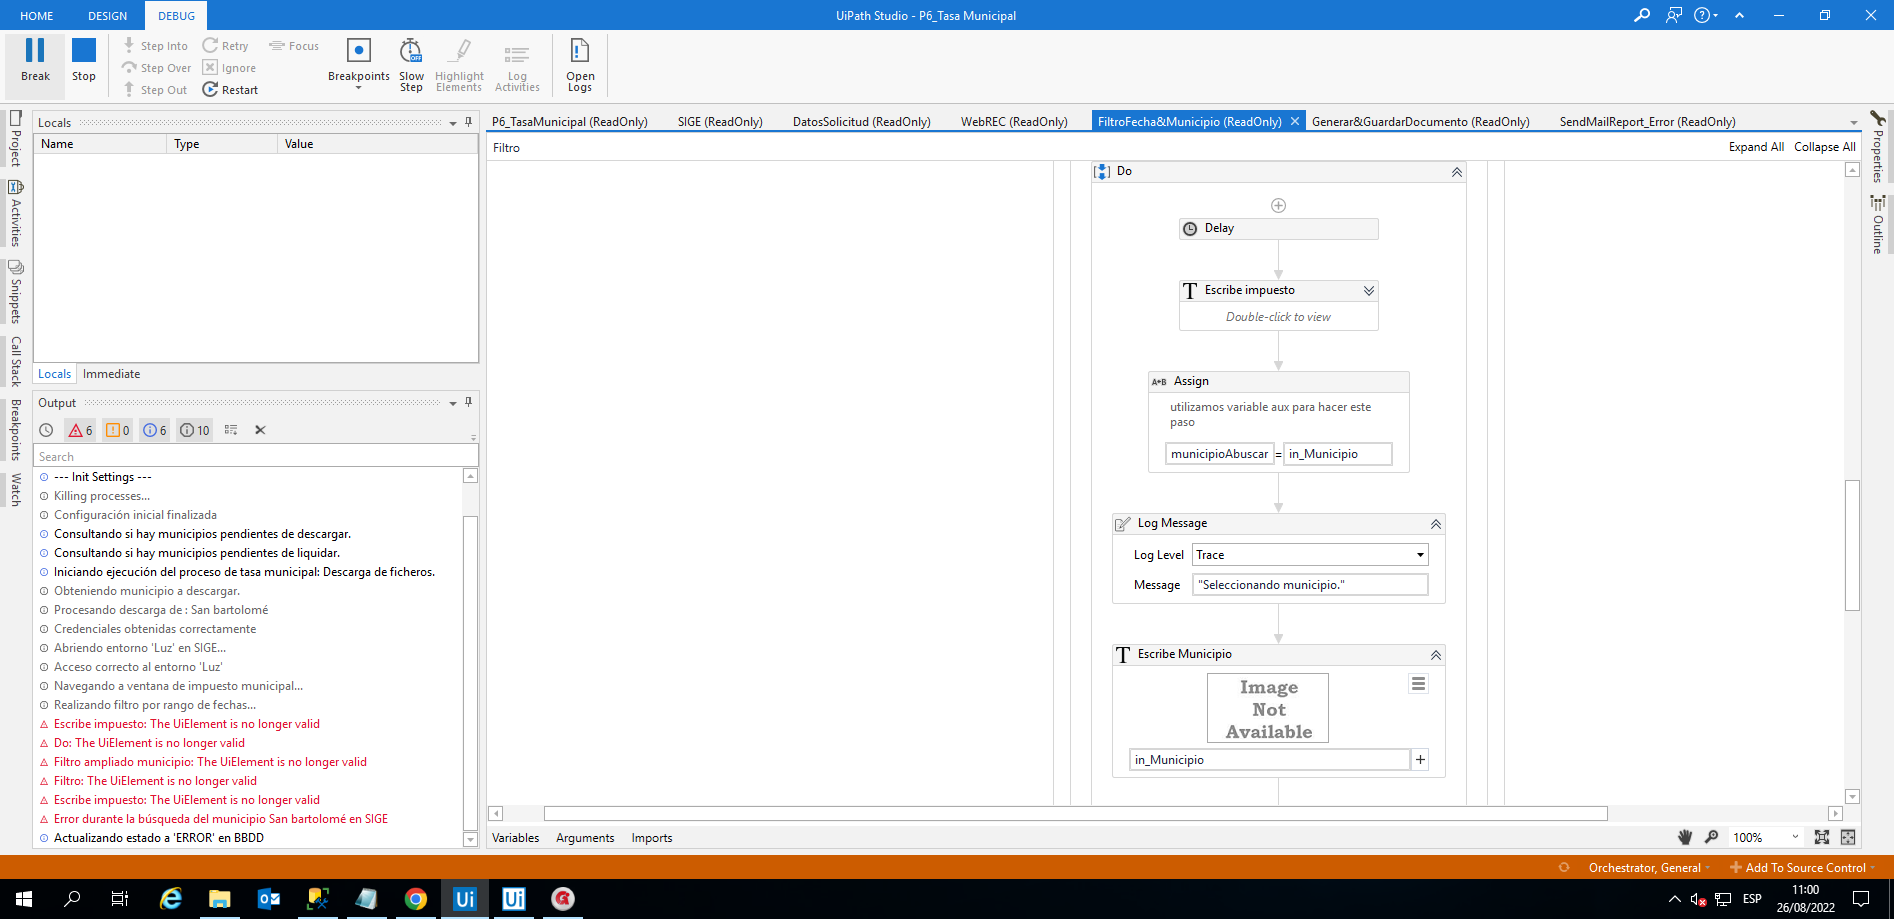 HOME DESIGN DEBUG
UiPath Studio - P6_Tasa Municipal
Break
Stop
Step Into
Step Over
Step Out
Retry
Ignore
Restart
Focus
Breakpoints
Slow Step
Highlight Elements
Log Activities
Open Logs
Project
Activities
Snippets
Call Stack
Breakpoints
Watch
Locals
Name Type Value
Locals Immediate
Output
6 0 6 10
Search
--- Init Settings ---
Killing processes...
Configuración inicial finalizada
Consultando si hay municipios pendientes de descargar.
Consultando si hay municipios pendientes de liquidar.
Iniciando ejecución del proceso de tasa municipal: Descarga de ficheros.
Obteniendo municipio a descargar.
Procesando descarga de : San bartolomé
Credenciales obtenidas correctamente
Abriendo entorno 'Luz' en SIGE...
Acceso correcto al entorno 'Luz'
Navegando a ventana de impuesto municipal...
Realizando filtro por rango de fechas...
Escribe impuesto: The UiElement is no longer valid
Do: The UiElement is no longer valid
Filtro ampliado municipio: The UiElement is no longer valid
Filtro: The UiElement is no longer valid
Escribe impuesto: The UiElement is no longer valid
Error durante la búsqueda del municipio San bartolomé en SIGE
Actualizando estado a 'ERROR' en BBDD
P6_TasaMunicipal (ReadOnly) SIGE (ReadOnly) DatosSolicitud (ReadOnly) WebREC (ReadOnly) FiltroFecha&Municipio (ReadOnly) Generar&GuardarDocumento (ReadOnly) SendMailReport_Error (ReadOnly)
Filtro Expand All Collapse All
Do
Delay
T Escribe impuesto
Double-click to view
A+B Assign
utilizamos variable aux para hacer este
paso
municipioAbuscar = in_Municipio
Log Message
Log Level Trace
Message "Seleccionando municipio."
T Escribe Municipio
Image
Not
Available
in_Municipio
Properties
Outline
Variables Arguments Imports
100%
Orchestrator, General
Add To Source Control
Ui Ui
ESP
11:00
26/08/2022